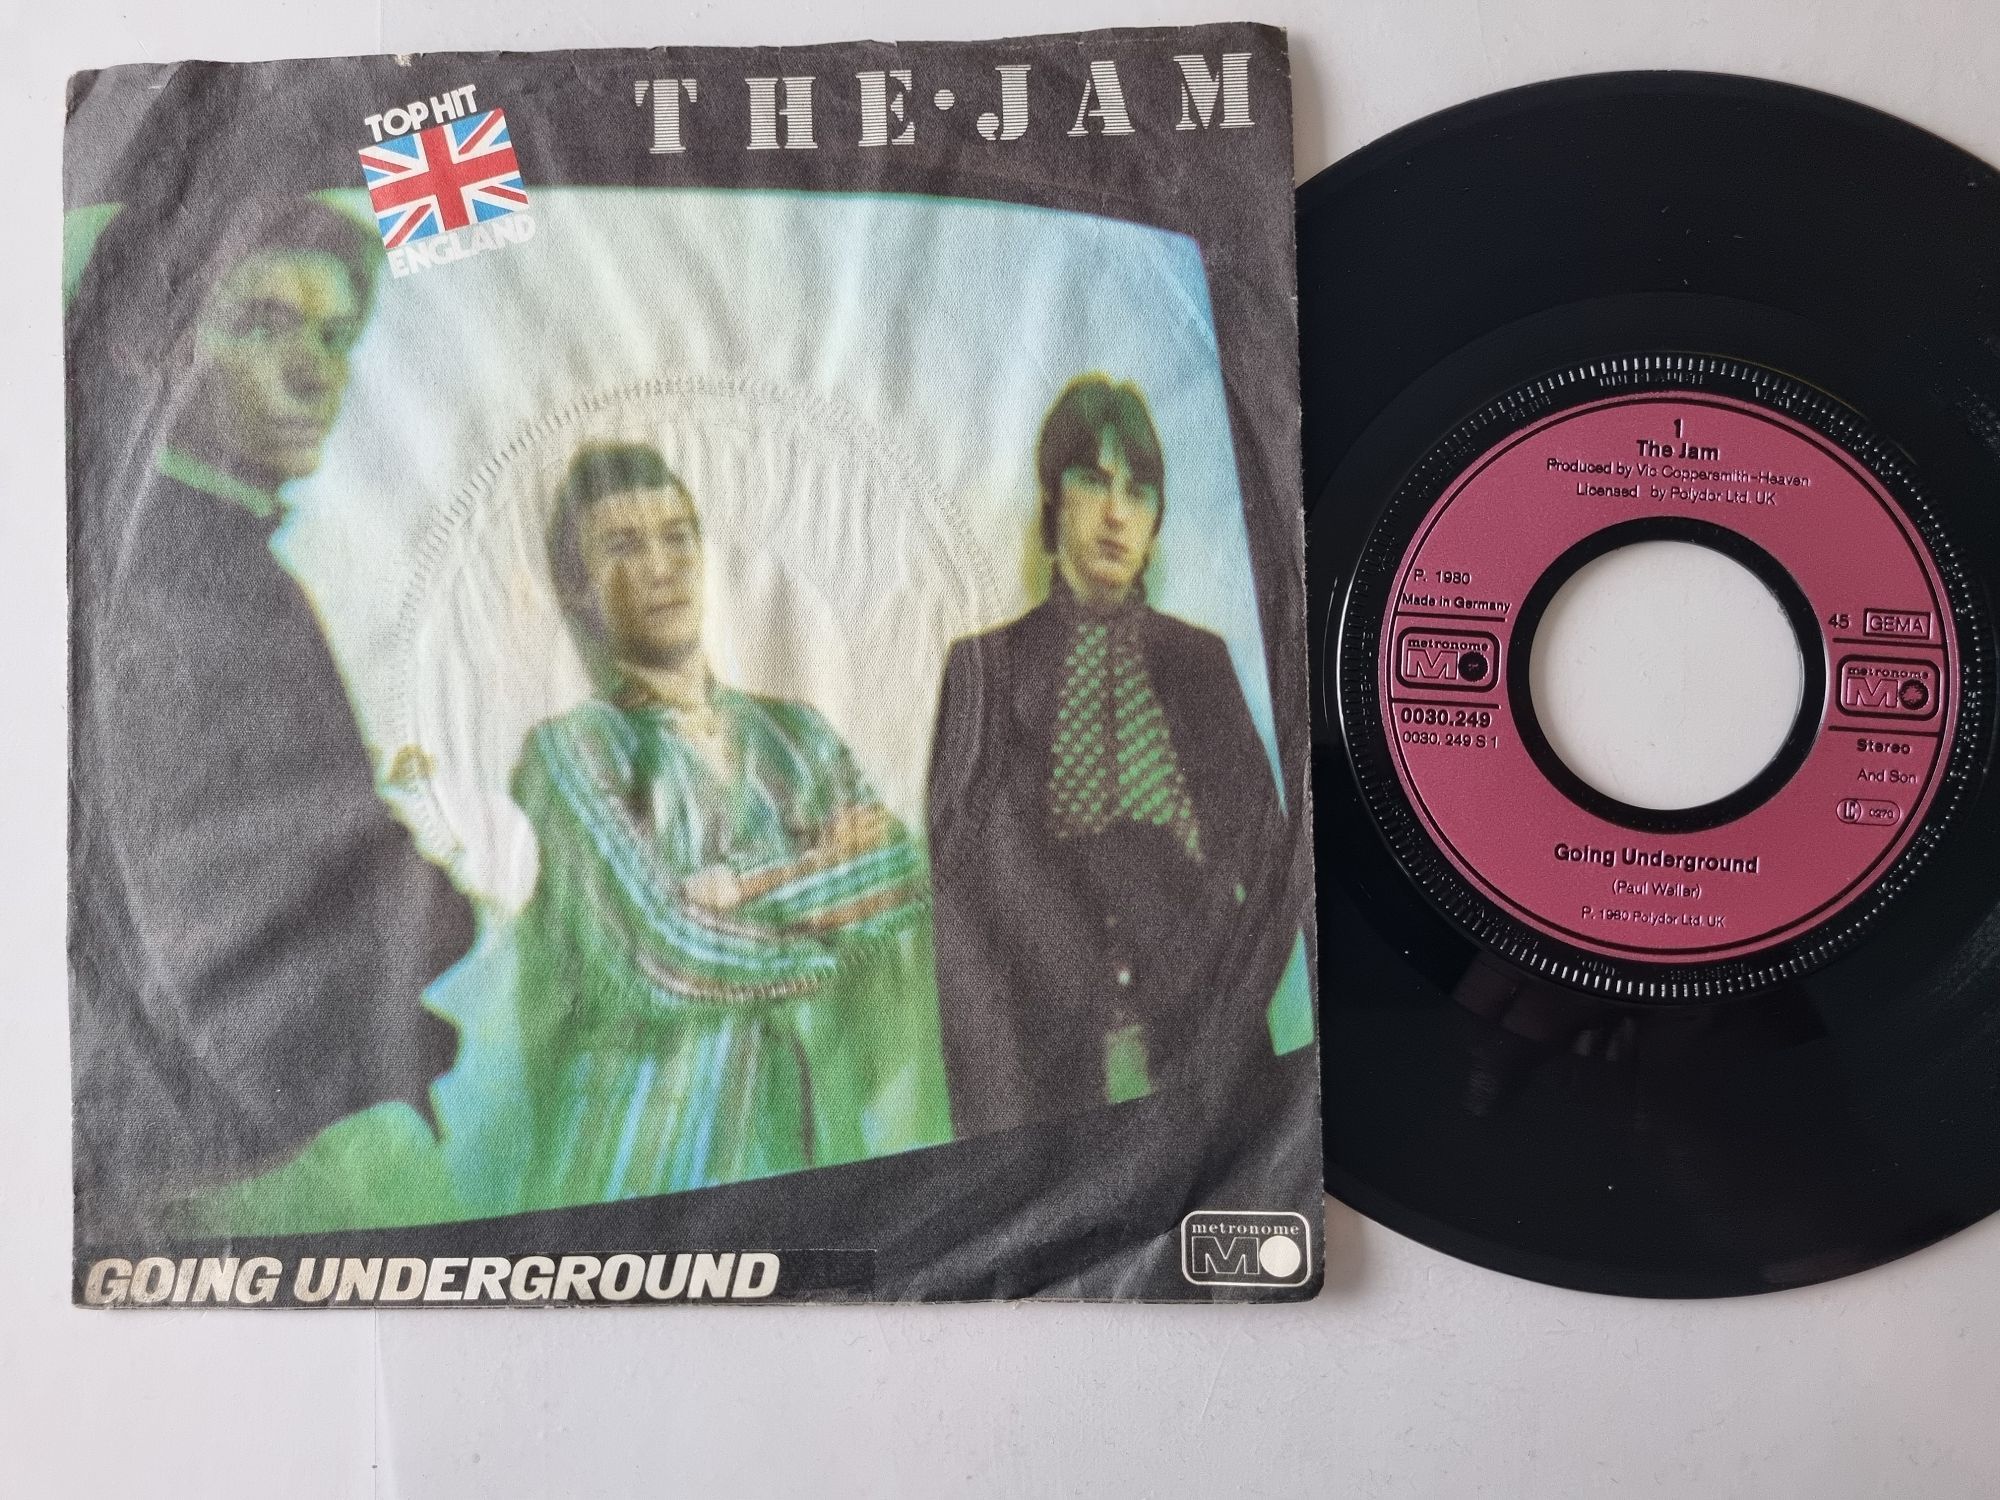 THE·JAM
TOP HIT
ENGLAND
GOING UNDERGROUND
metronome
1
The Jam
Produced by Vic Coppersmith-Heaven
Licensed by Polydor Ltd. UK
P. 1980
Made in Germany
metronome
0030.249
0030. 249 S 1
45 GEMA
metronome
Stereo
And Son
LC 0270
Going Underground
(Paul Weller)
P. 1980 Polydor Ltd. UK